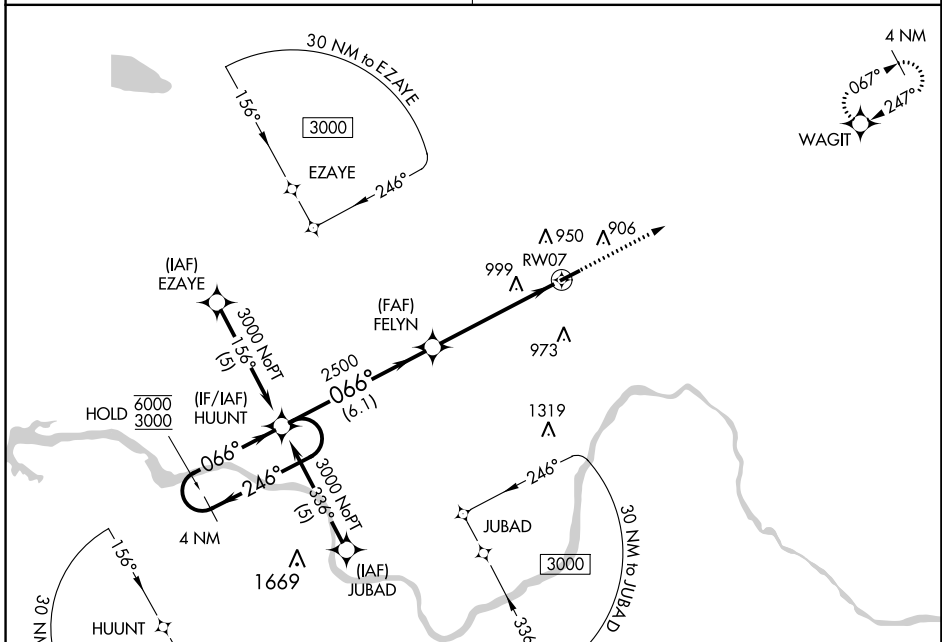 4 NM
067°
247°
WAGIT
30 NM to EZAYE
156°
3000
EZAYE
246°
950
906
RW07
999
(IAF)
EZAYE
3000 NoPT
156°
(5)
(FAF)
FELYN
973
2500
066°
(6.1)
(IF/IAF)
HUUNT
HOLD
6000
3000
1319
066°
246°
4 NM
3000 NoPT
336°
(5)
246°
JUBAD
3000
30 NM to JUBAD
336
1669
(IAF)
JUBAD
156°
30 NM
HUUNT